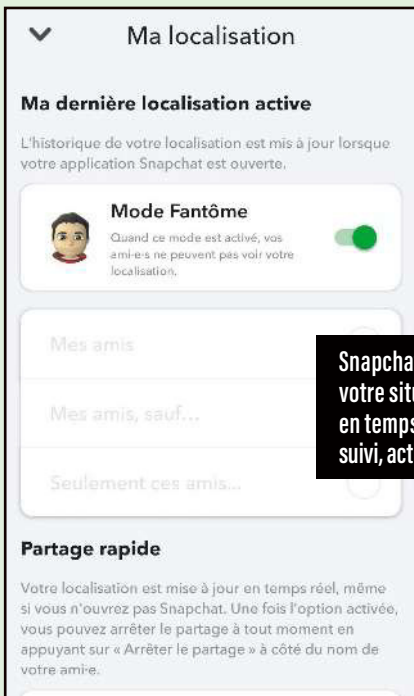 Ma localisation
Ma dernière localisation active
L'historique de votre localisation est mis à jour lorsque
votre application Snapchat est ouverte.
Mode Fantôme
Quand ce mode est activé, vos
ami·e·s ne peuvent pas voir votre
localisation.
Mes amis
Mes amis, sauf...
Seulement ces amis...
Snapcha
votre situ
en temps
suivi, act
Partage rapide
Votre localisation est mise à jour en temps réel, même
si vous n'ouvrez pas Snapchat. Une fois l'option activée,
vous pouvez arrêter le partage à tout moment en
appuyant sur « Arrêter le partage » à côté du nom de
votre ami·e.